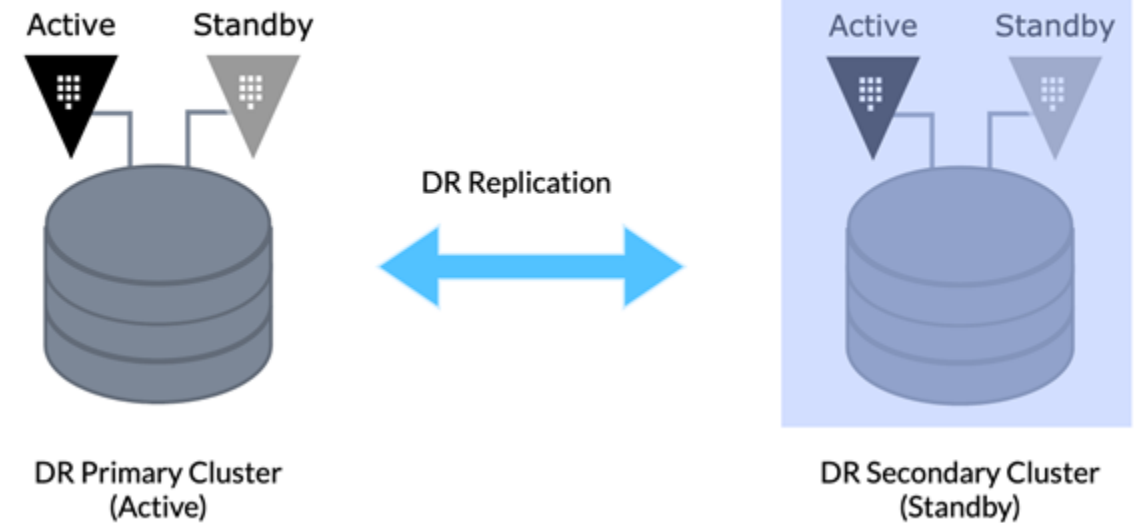 Active
Standby
Active
Standby
DR Replication
DR Primary Cluster
(Active)
DR Secondary Cluster
(Standby)